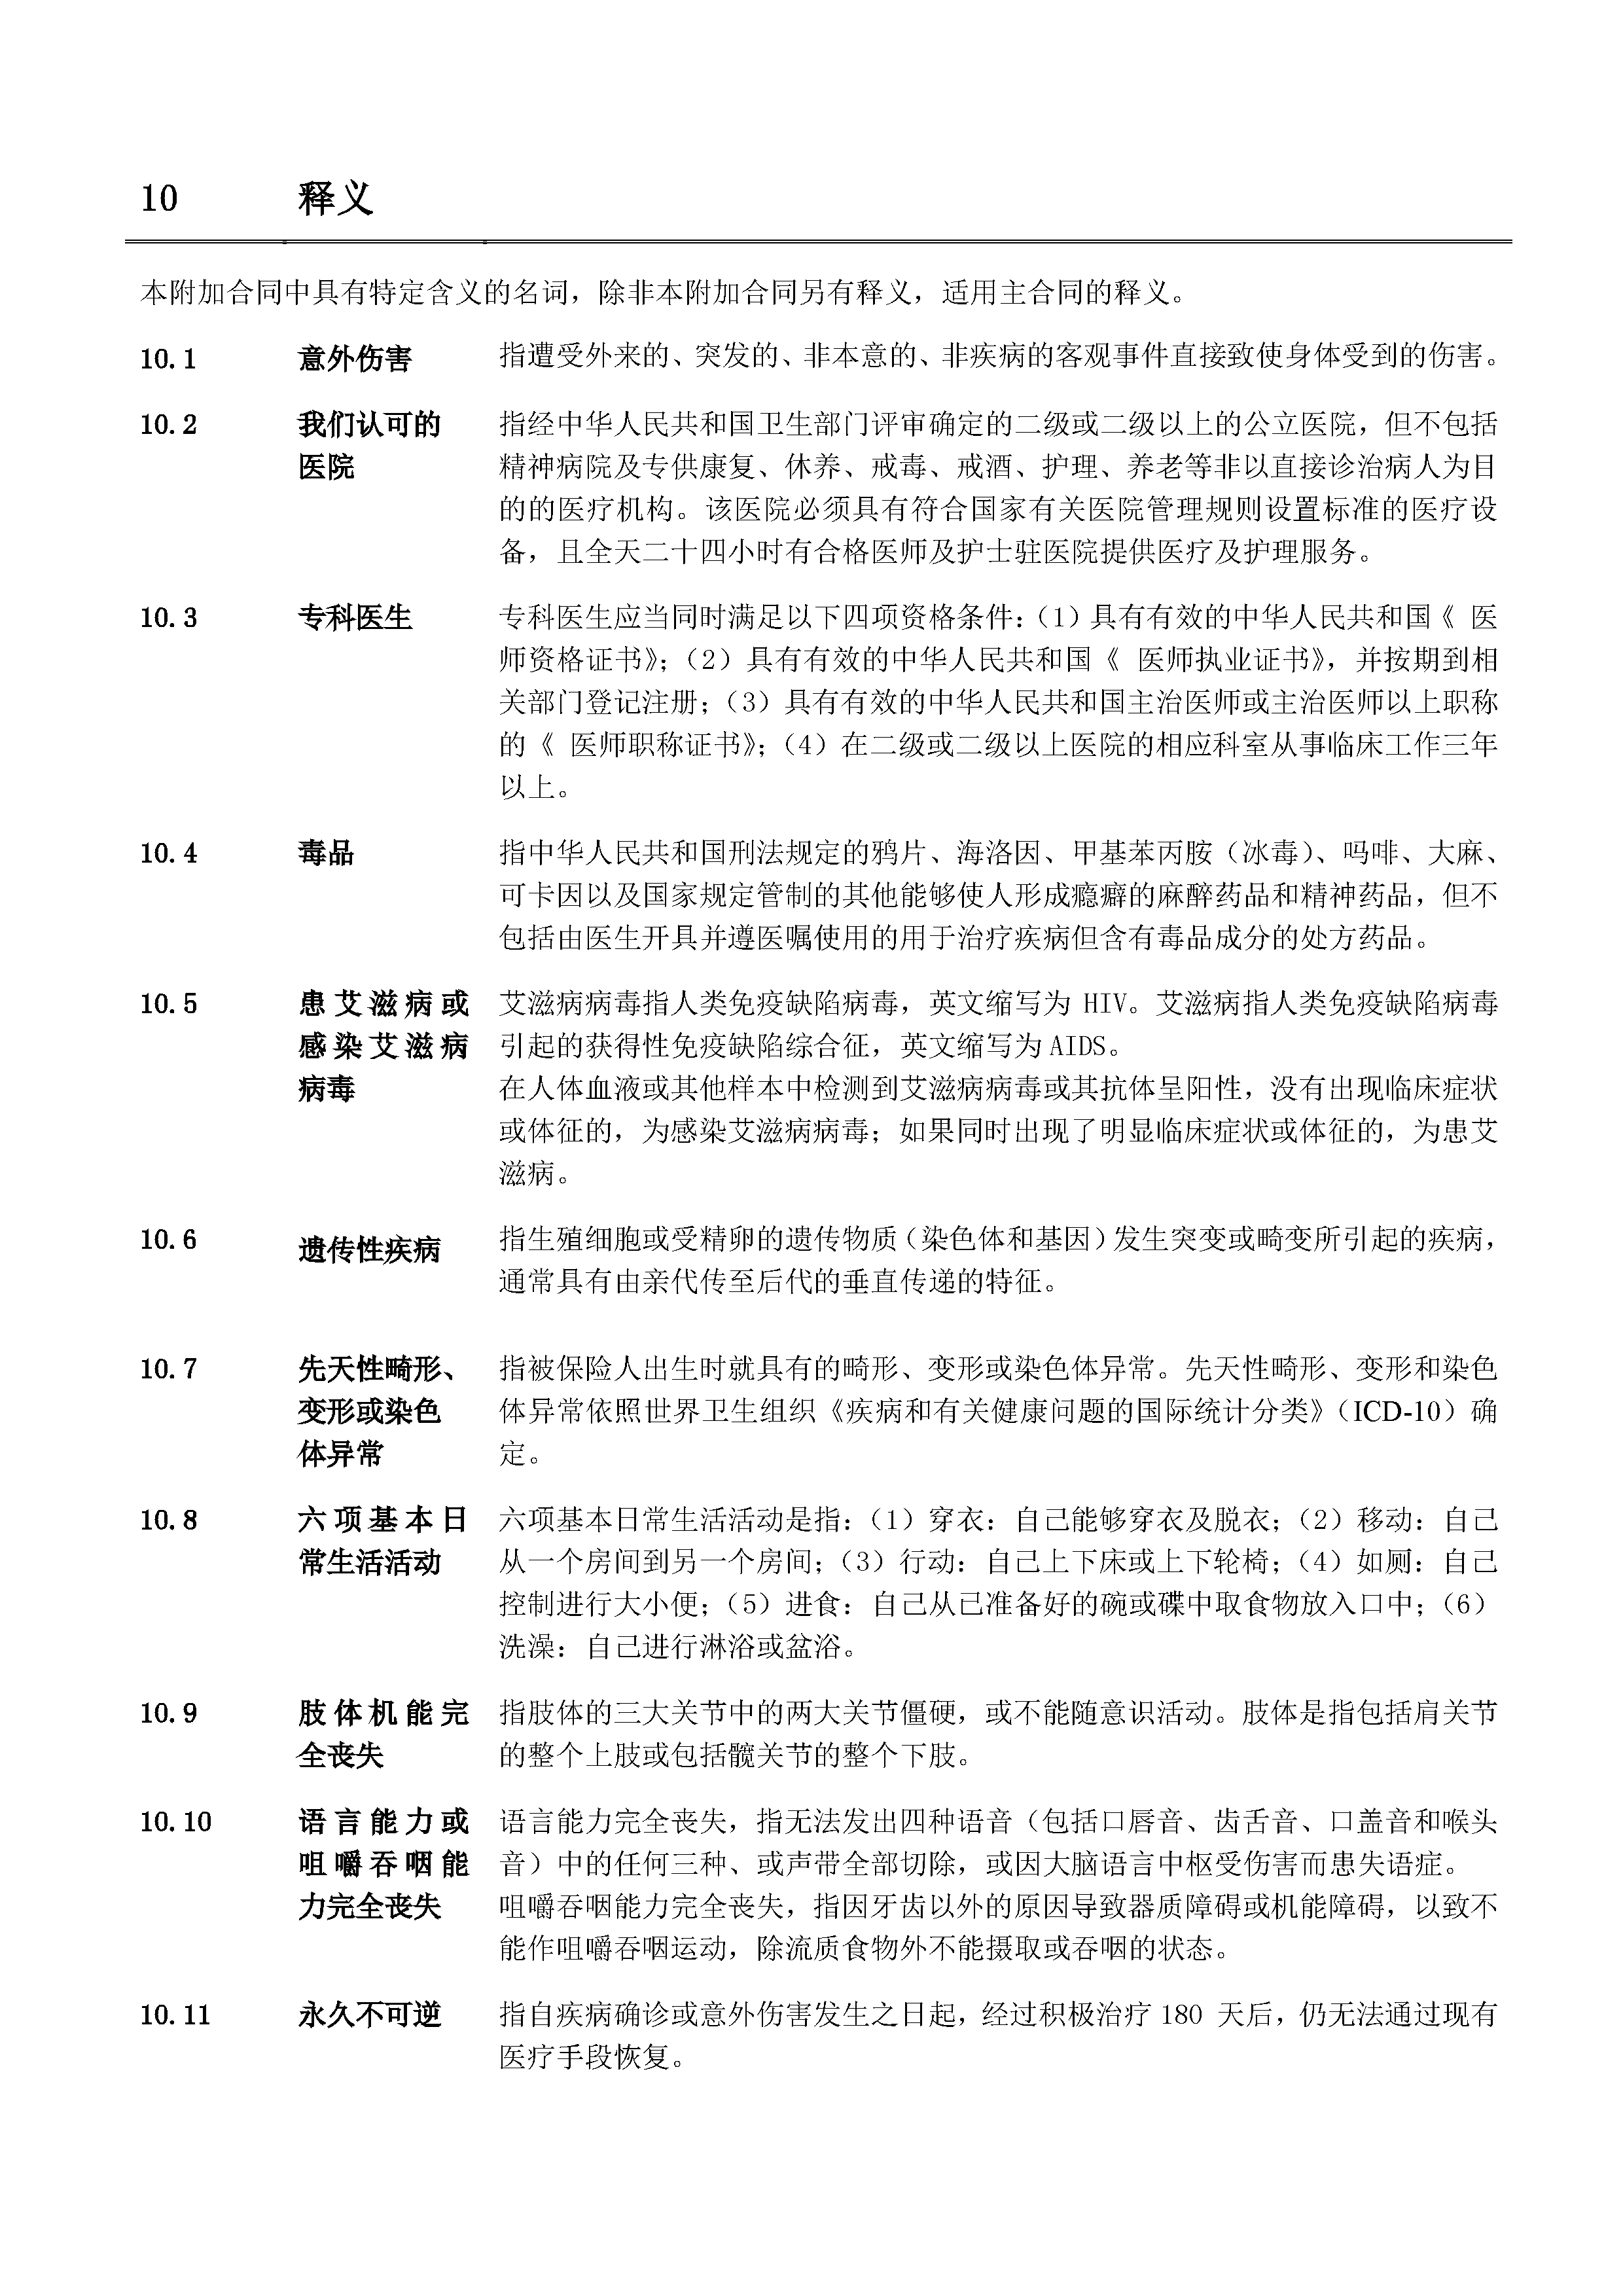 10 释义
本附加合同中具有特定含义的名词，除非本附加合同另有释义，适用主合同的释义。
10.1 意外伤害 指遭受外来的、突发的、非本意的、非疾病的客观事件直接致使身体受到的伤害。
10.2 我们认可的 指经中华人民共和国卫生部门评审确定的二级或二级以上的公立医院，但不包括
医院 精神病院及专供康复、休养、戒毒、戒酒、护理、养老等非以直接诊治病人为目
的的医疗机构。该医院必须具有符合国家有关医院管理规则设置标准的医疗设
备，且全天二十四小时有合格医师及护士驻医院提供医疗及护理服务。
10.3 专科医生 专科医生应当同时满足以下四项资格条件：（1）具有有效的中华人民共和国《 医
师资格证书》；（2）具有有效的中华人民共和国《 医师执业证书》，并按期到相
关部门登记注册；（3）具有有效的中华人民共和国主治医师或主治医师以上职称
的《 医师职称证书》；（4）在二级或二级以上医院的相应科室从事临床工作三年
以上。
10.4 毒品 指中华人民共和国刑法规定的鸦片、海洛因、甲基苯丙胺（冰毒）、吗啡、大麻、
可卡因以及国家规定管制的其他能够使人形成瘾癖的麻醉药品和精神药品，但不
包括由医生开具并遵医嘱使用的用于治疗疾病但含有毒品成分的处方药品。
10.5 患艾滋病或 艾滋病病毒指人类免疫缺陷病毒，英文缩写为 HIV。艾滋病指人类免疫缺陷病毒
感染艾滋病 引起的获得性免疫缺陷综合征，英文缩写为 AIDS。
病毒 在人体血液或其他样本中检测到艾滋病病毒或其抗体呈阳性，没有出现临床症状
或体征的，为感染艾滋病病毒；如果同时出现了明显临床症状或体征的，为患艾
滋病。
10.6 遗传性疾病 指生殖细胞或受精卵的遗传物质（染色体和基因）发生突变或畸变所引起的疾病，
通常具有由亲代传至后代的垂直传递的特征。
10.7 先天性畸形、 指被保险人出生时就具有的畸形、变形或染色体异常。先天性畸形、变形和染色
变形或染色 体异常依照世界卫生组织《疾病和有关健康问题的国际统计分类》（ICD-10）确
体异常 定。
10.8 六项基本日 六项基本日常生活活动是指：（1）穿衣：自己能够穿衣及脱衣；（2）移动：自己
常生活活动 从一个房间到另一个房间；（3）行动：自己上下床或上下轮椅；（4）如厕：自己
控制进行大小便；（5）进食：自己从已准备好的碗或碟中取食物放入口中；（6）
洗澡：自己进行淋浴或盆浴。
10.9 肢体机能完 指肢体的三大关节中的两大关节僵硬，或不能随意识活动。肢体是指包括肩关节
全丧失 的整个上肢或包括髋关节的整个下肢。
10.10 语言能力或 语言能力完全丧失，指无法发出四种语音（包括口唇音、齿舌音、口盖音和喉头
咀嚼吞咽能 音）中的任何三种、或声带全部切除，或因大脑语言中枢受伤害而患失语症。
力完全丧失 咀嚼吞咽能力完全丧失，指因牙齿以外的原因导致器质障碍或机能障碍，以致不
能作咀嚼吞咽运动，除流质食物外不能摄取或吞咽的状态。
10.11 永久不可逆 指自疾病确诊或意外伤害发生之日起，经过积极治疗 180 天后，仍无法通过现有
医疗手段恢复。